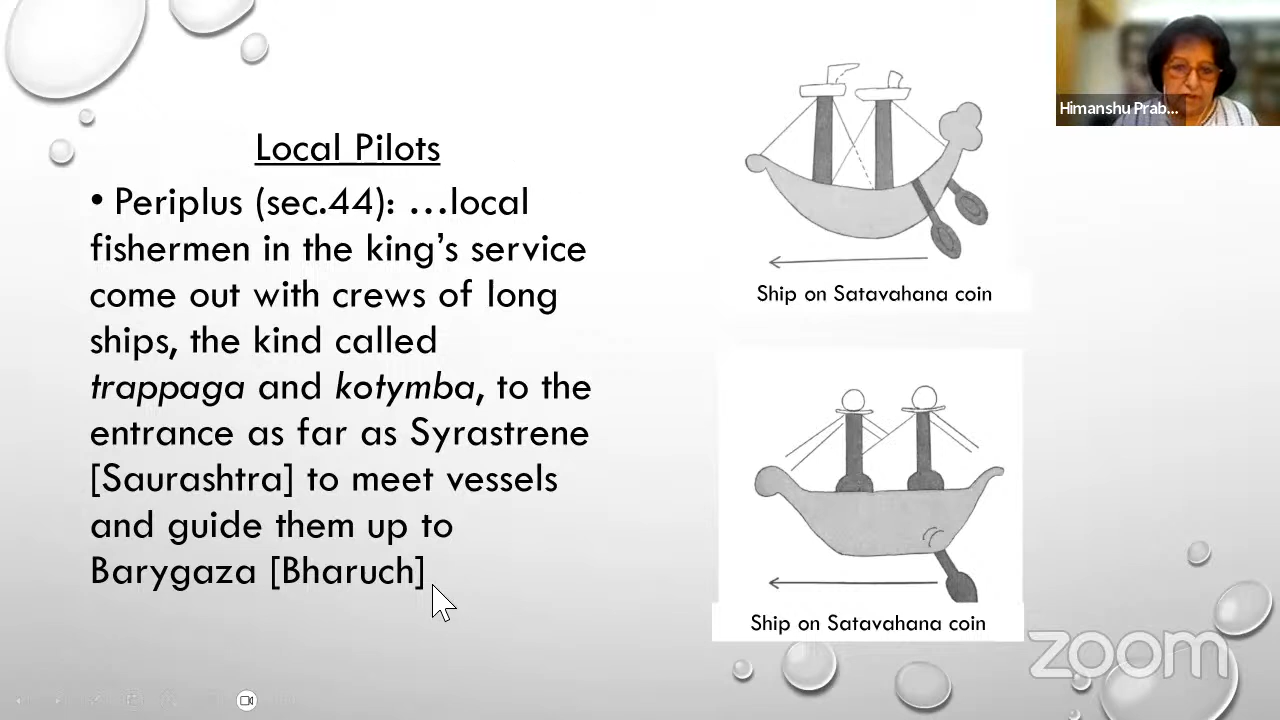 Local Pilots
• Periplus (sec.44): …local
fishermen in the king’s service
come out with crews of long
ships, the kind called
trappaga and kotymba, to the
entrance as far as Syrastrene
[Saurashtra] to meet vessels
and guide them up to
Barygaza [Bharuch]
Ship on Satavahana coin
Ship on Satavahana coin
Himanshu Prab...
zoom